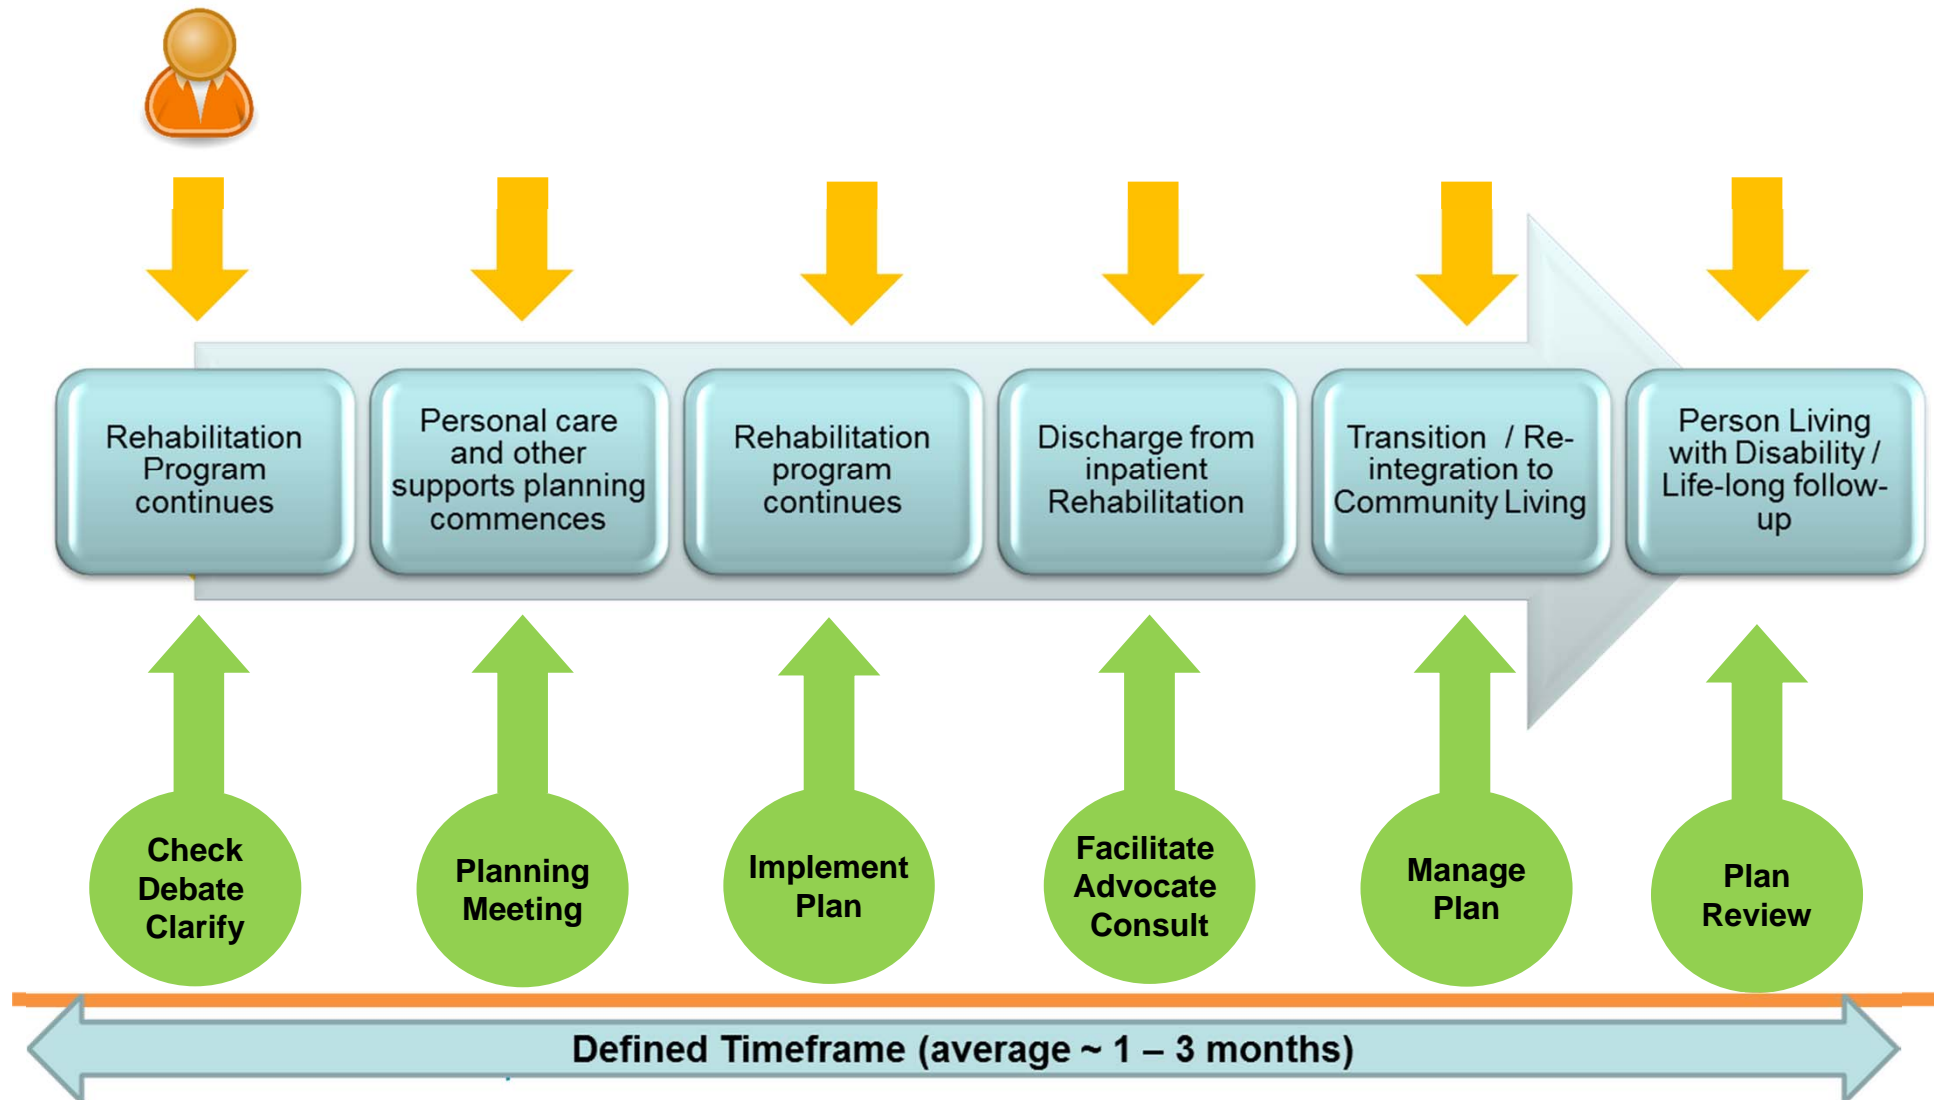 Rehabilitation
Program
continues
Personal care
and other
supports planning
commences
Rehabilitation
program
continues
Discharge from
inpatient
Rehabilitation
Transition / Re-
integration to
Community Living
Person Living
with Disability /
Life-long follow-
up
Check
Debate
Clarify
Planning
Meeting
Implement
Plan
Facilitate
Advocate
Consult
Manage
Plan
Plan
Review
Defined Timeframe (average ~ 1 – 3 months)